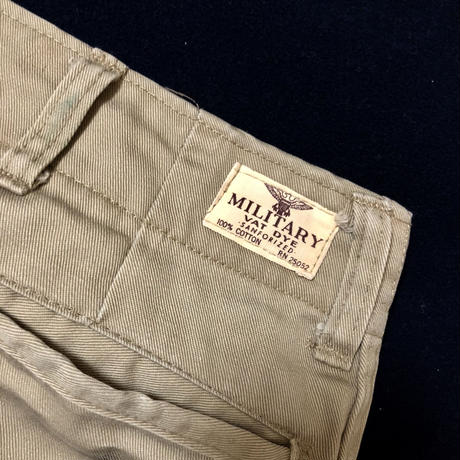 MILITARY
VAT DYE
-SANFORIZED-
100% COTTON RN 25052